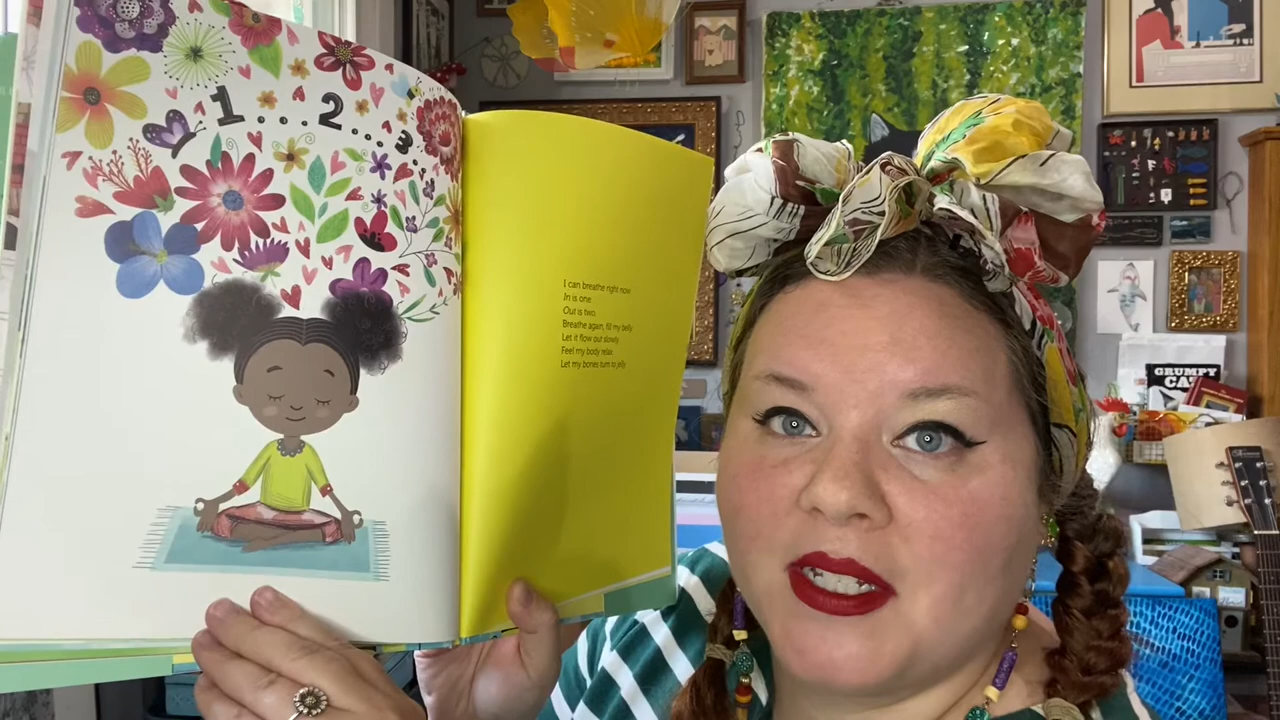 1...2...3
I can breathe right now
In is one
Out is two
Breathe again, fill my belly
Let it flow out slowly
Feel my body relax
Let my bones turn to jelly
GRUMPY
CAT